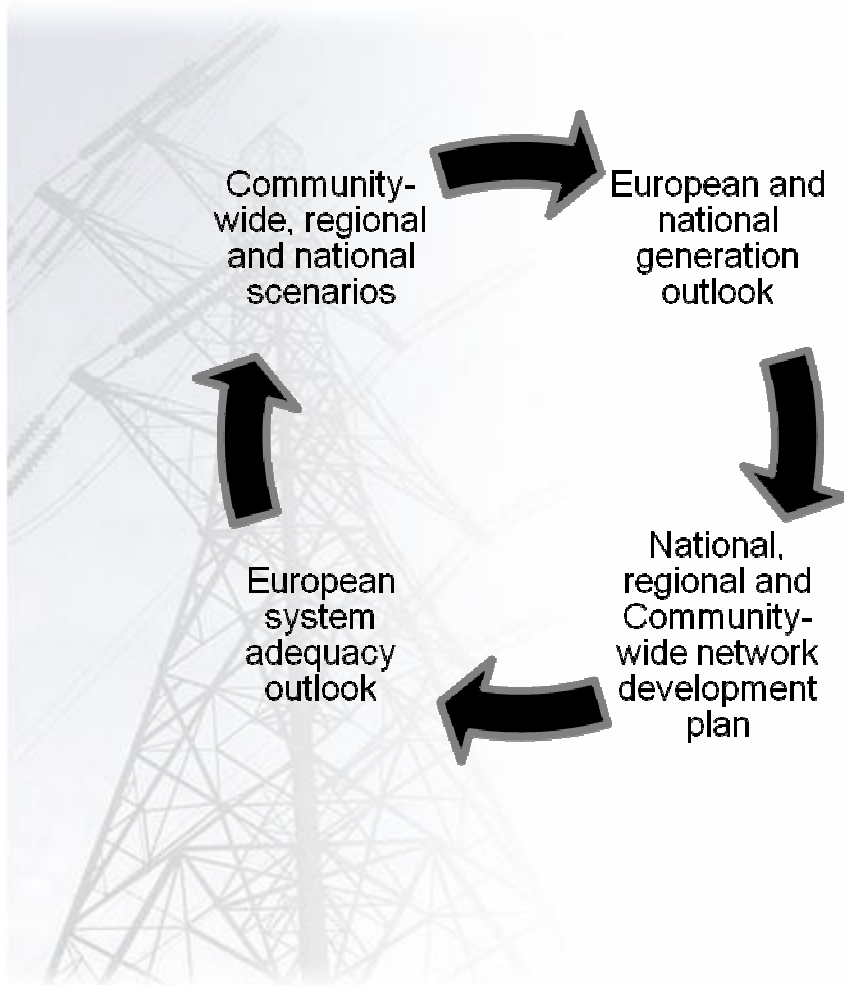 Community-
wide, regional
and national
scenarios
European and
national
generation
outlook
National,
regional and
Community-
wide network
development
plan
European
system
adequacy
outlook